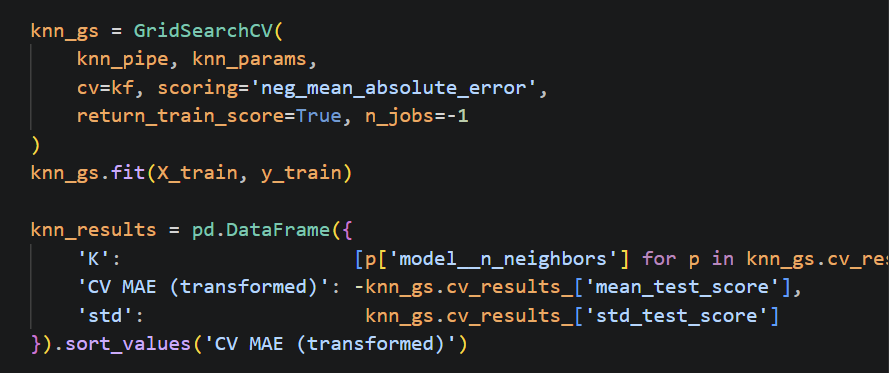 knn_gs = GridSearchCV(
    knn_pipe, knn_params,
    cv=kf, scoring='neg_mean_absolute_error',
    return_train_score=True, n_jobs=-1
)
knn_gs.fit(X_train, y_train)

knn_results = pd.DataFrame({
    'K':                    [p['model__n_neighbors'] for p in knn_gs.cv_res
    'CV MAE (transformed)': -knn_gs.cv_results_['mean_test_score'],
    'std':                   knn_gs.cv_results_['std_test_score']
}).sort_values('CV MAE (transformed)')